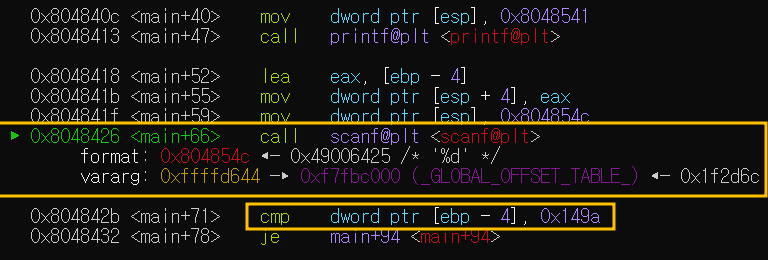 0x804840c <main+40> mov dword ptr [esp], 0x8048541
0x8048413 <main+47> call printf@plt <printf@plt>
0x8048418 <main+52> lea eax, [ebp - 4]
0x804841b <main+55> mov dword ptr [esp + 4], eax
0x804841f <main+59> mov dword ptr [esp], 0x804854c
► 0x8048426 <main+66> call scanf@plt <scanf@plt>
format: 0x804854c ◂— 0x49006425 /* '%d' */
vararg: 0xffffd644 —▸ 0xf7fbc000 (_GLOBAL_OFFSET_TABLE_) ◂— 0x1f2d6c
0x804842b <main+71> cmp dword ptr [ebp - 4], 0x149a
0x8048432 <main+78> je main+94 <main+94>